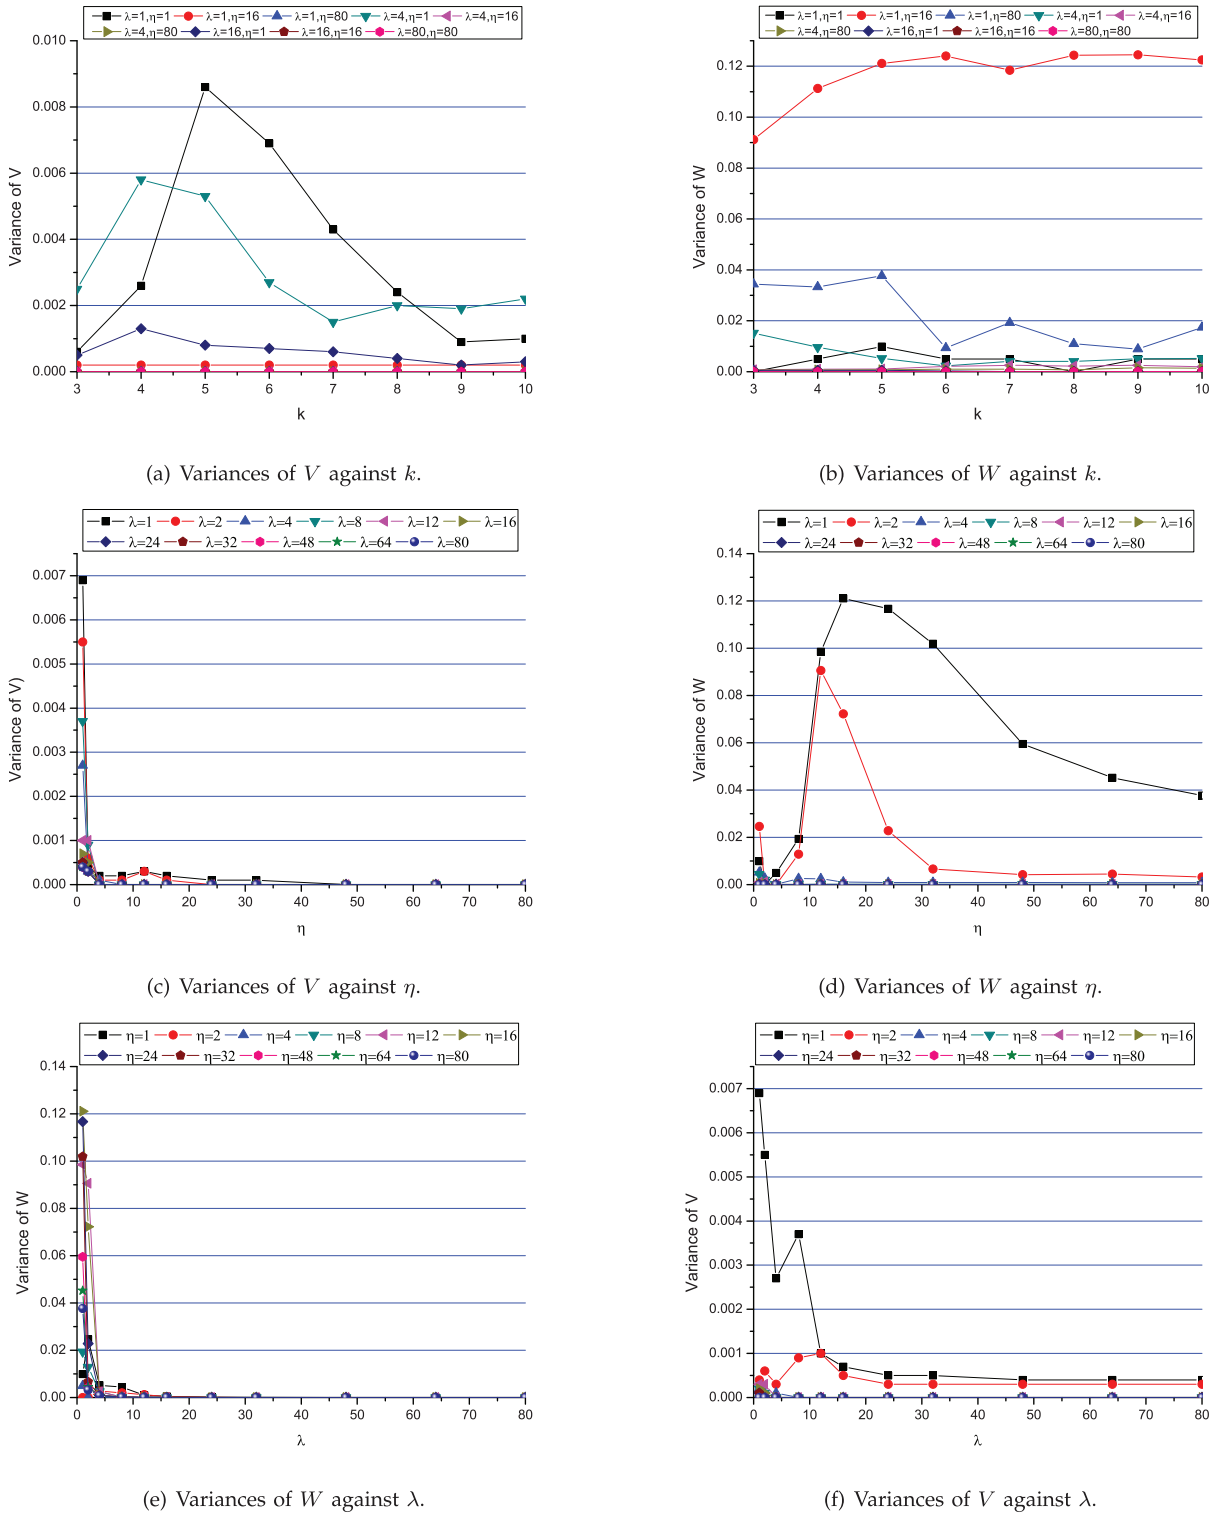 λ=1,η=1 λ=1,η=16 λ=1,η=80 λ=4,η=1 λ=4,η=16
λ=4,η=80 λ=16,η=1 λ=16,η=16 λ=80,η=80
0.010
0.008
0.006
0.004
0.002
0.000
Variance of V
3 4 5 6 7 8 9 10
k
(a) Variances of V against k.
λ=1,η=1 λ=1,η=16 λ=1,η=80 λ=4,η=1 λ=4,η=16
λ=4,η=80 λ=16,η=1 λ=16,η=16 λ=80,η=80
0.12
0.10
0.08
0.06
0.04
0.02
0.00
Variance of W
3 4 5 6 7 8 9 10
k
(b) Variances of W against k.
λ=1 λ=2 λ=4 λ=8 λ=12 λ=16
λ=24 λ=32 λ=48 λ=64 λ=80
0.007
0.006
0.005
0.004
0.003
0.002
0.001
0.000
Variance of V)
0 10 20 30 40 50 60 70 80
η
(c) Variances of V against η.
λ=1 λ=2 λ=4 λ=8 λ=12 λ=16
λ=24 λ=32 λ=48 λ=64 λ=80
0.14
0.12
0.10
0.08
0.06
0.04
0.02
0.00
Variance of W
0 10 20 30 40 50 60 70 80
η
(d) Variances of W against η.
η=1 η=2 η=4 η=8 η=12 η=16
η=24 η=32 η=48 η=64 η=80
0.14
0.12
0.10
0.08
0.06
0.04
0.02
0.00
Variance of W
0 10 20 30 40 50 60 70 80
λ
(e) Variances of W against λ.
η=1 η=2 η=4 η=8 η=12 η=16
η=24 η=32 η=48 η=64 η=80
0.007
0.006
0.005
0.004
0.003
0.002
0.001
0.000
Variance of V
0 10 20 30 40 50 60 70 80
λ
(f) Variances of V against λ.